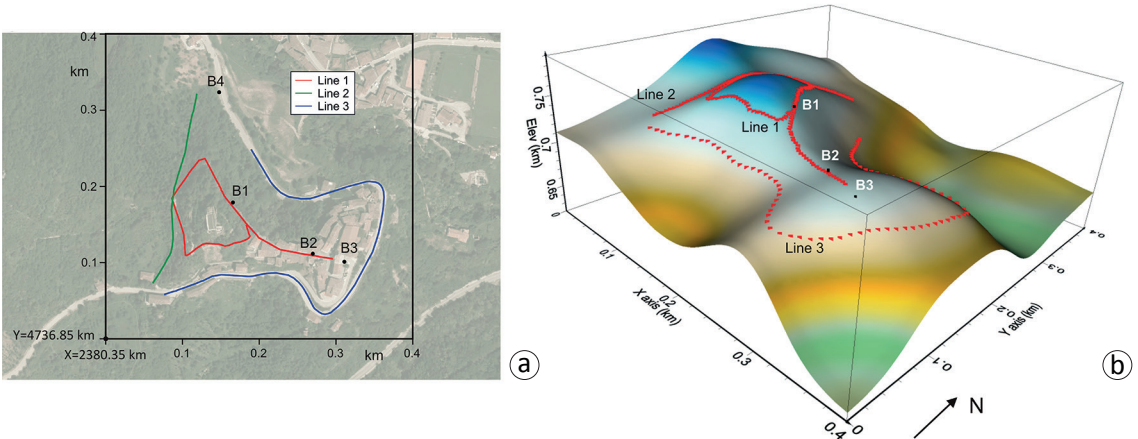 0.4
km
0.3
0.2
0.1
B4
B1
B2
B3
Line 1
Line 2
Line 3
Y=4736.85 km
X=2380.35 km
0.1
0.2
0.3
km
0.4
a
1
0.75
Elev (km)
0.7
0.65
0
0.1
X axis (km)
0.2
0.3
0.4
0
0.1
0.2
Y axis (km)
0.3
0.4
Line 2
Line 1
B1
B2
B3
Line 3
N
b